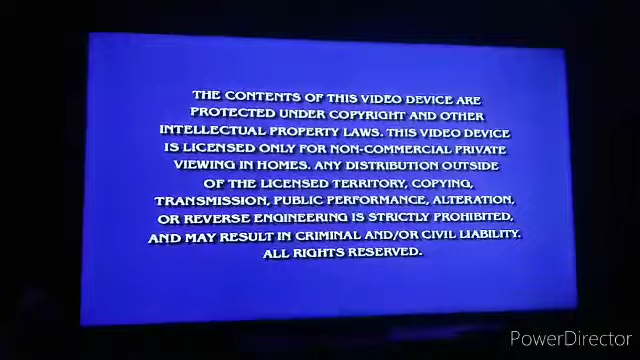 THE CONTENTS OF THIS VIDEO DEVICE ARE
PROTECTED UNDER COPYRIGHT AND OTHER
INTELLECTUAL PROPERTY LAWS. THIS VIDEO DEVICE
IS LICENSED ONLY FOR NON-COMMERCIAL PRIVATE
VIEWING IN HOMES. ANY DISTRIBUTION OUTSIDE
OF THE LICENSED TERRITORY, COPYING,
TRANSMISSION, PUBLIC PERFORMANCE, ALTERATION,
OR REVERSE ENGINEERING IS STRICTLY PROHIBITED,
AND MAY RESULT IN CRIMINAL AND/OR CIVIL LIABILITY.
ALL RIGHTS RESERVED.
PowerDirector